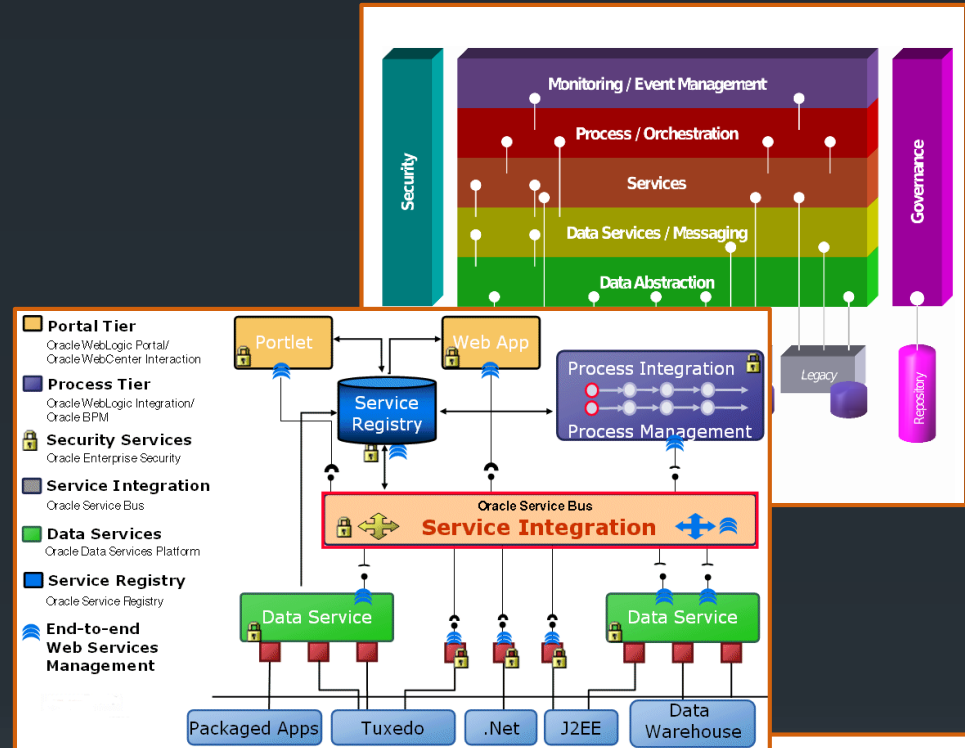 Monitoring / Event Management
Process / Orchestration
Services
Data Services / Messaging
Data Abstraction
Security
Governance
Legacy
Repository
Portal Tier
Oracle WebLogic Portal/
Oracle WebCenter Interaction
Process Tier
Oracle WebLogic Integration/
Oracle BPM
Security Services
Oracle Enterprise Security
Service Integration
Oracle Service Bus
Data Services
Oracle Data Services Platform
Service Registry
Oracle Service Registry
End-to-end
Web Services
Management
Portlet
Web App
Service
Registry
Process Integration
Process Management
Oracle Service Bus
Service Integration
Data Service
Data Service
Packaged Apps
Tuxedo
.Net
J2EE
Data
Warehouse